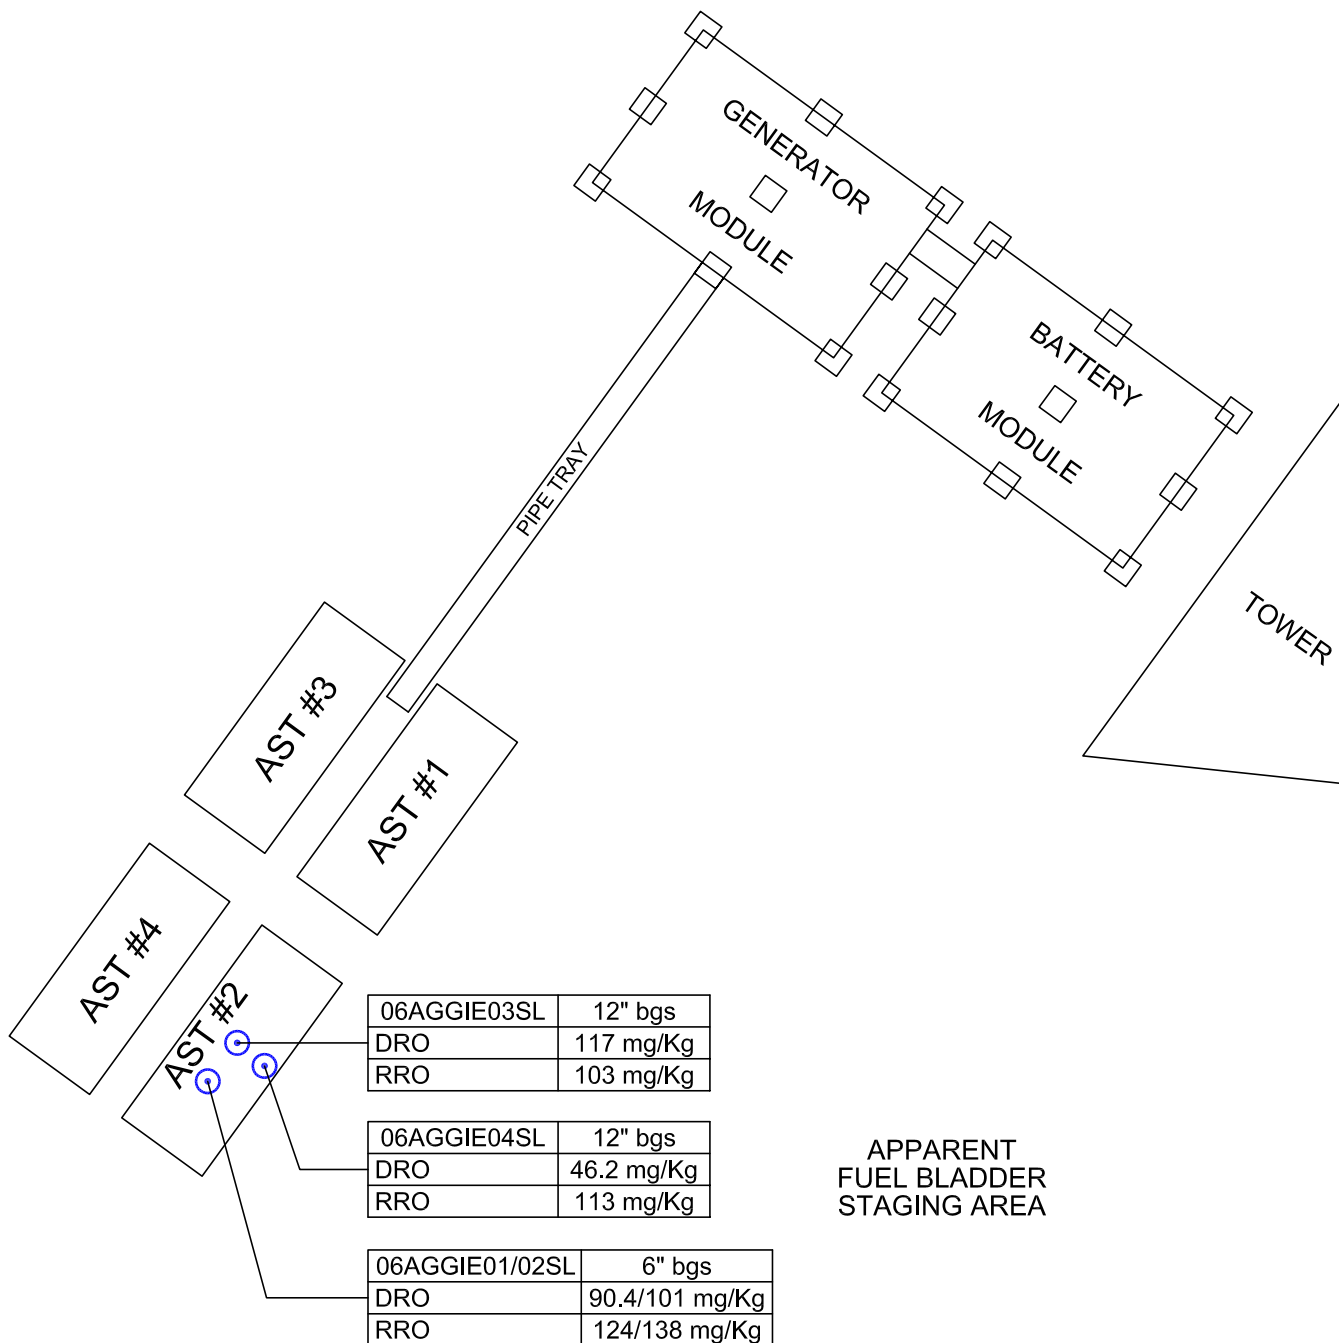 GENERATOR
MODULE
BATTERY
MODULE
TOWER
PIPE TRAY
AST #3
AST #1
AST #4
AST #2
06AGGIE03SL 12" bgs
DRO 117 mg/Kg
RRO 103 mg/Kg
06AGGIE04SL 12" bgs
DRO 46.2 mg/Kg
RRO 113 mg/Kg
APPARENT
FUEL BLADDER
STAGING AREA
06AGGIE01/02SL 6" bgs
DRO 90.4/101 mg/Kg
RRO 124/138 mg/Kg